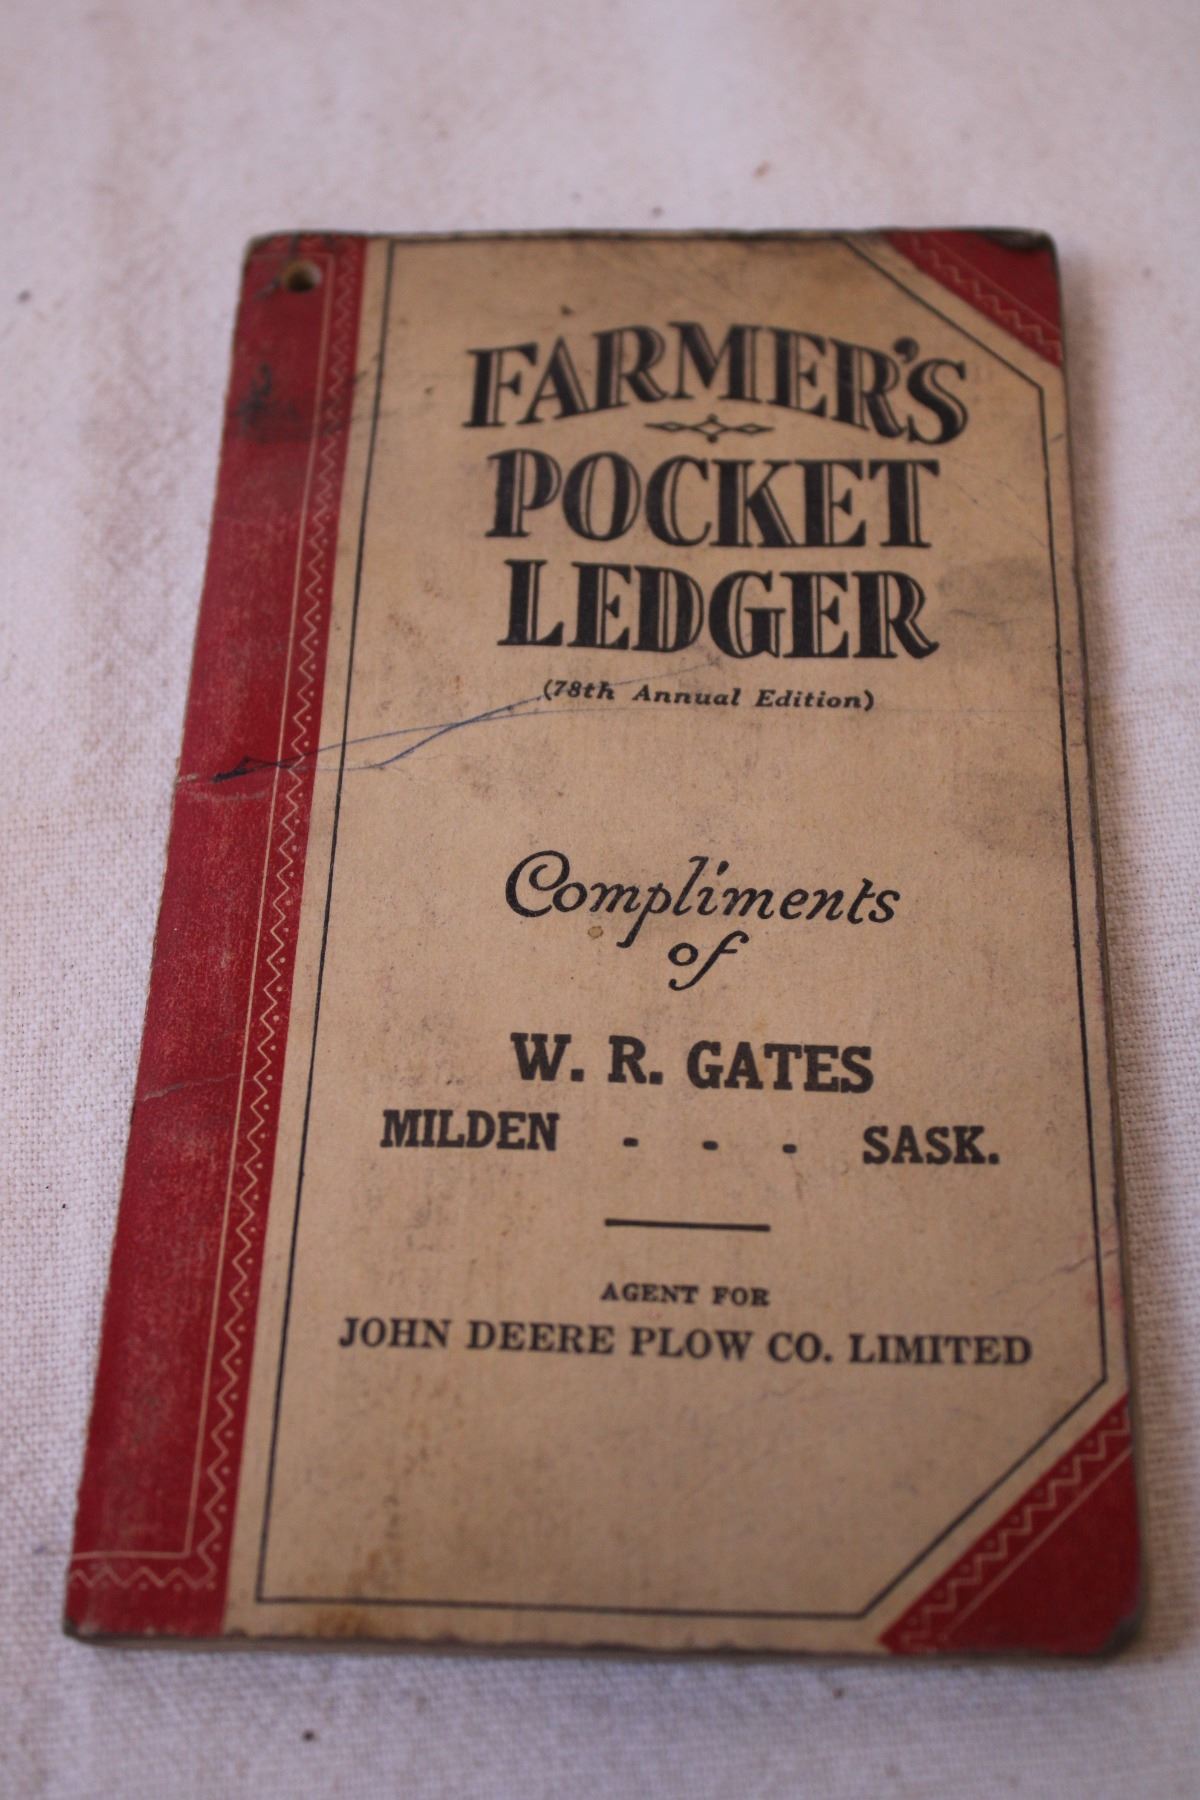 FARMER'S
POCKET
LEDGER
(78th Annual Edition)
Compliments
of
W. R. GATES
MILDEN - - - SASK.
AGENT FOR
JOHN DEERE PLOW CO. LIMITED